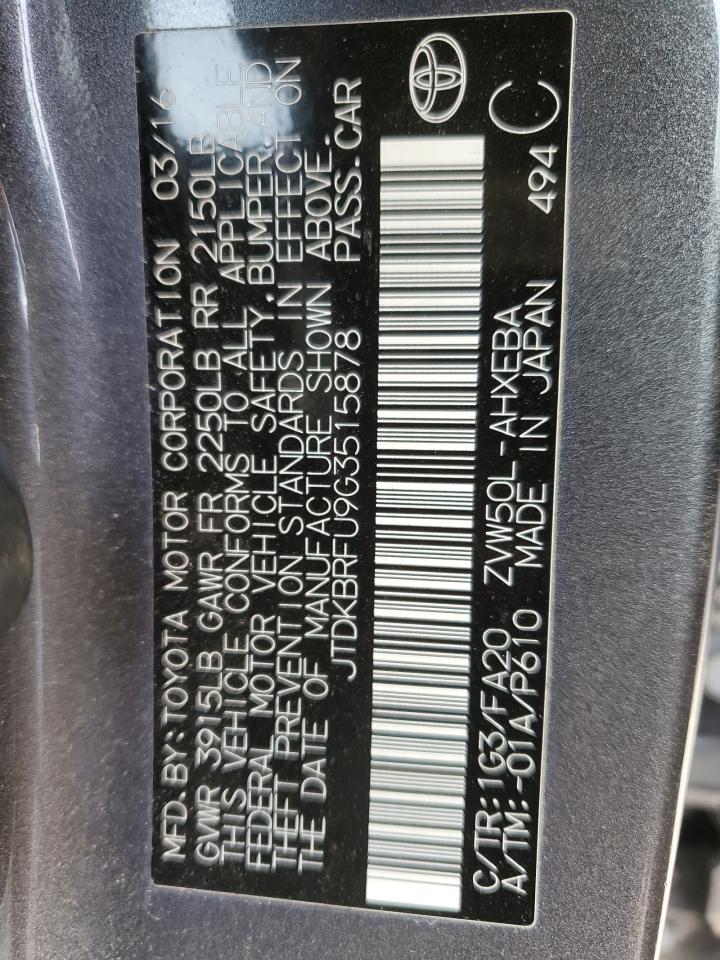 MFD. BY: TOYOTA MOTOR CORPORATION 03/16
GVWR 3915LB GAWR FR 2250LB RR 2150LB
THIS VEHICLE CONFORMS TO ALL APPLICABLE
FEDERAL MOTOR VEHICLE SAFETY, BUMPER, AND
THEFT PREVENTION STANDARDS IN EFFECT ON
THE DATE OF MANUFACTURE SHOWN ABOVE.
JTDKBRFU9G3515878 PASS. CAR
C/TR: 1G3/FA20 ZVW50L-AHXEBA
A/TM: -01A/P610 MADE IN JAPAN 494 C